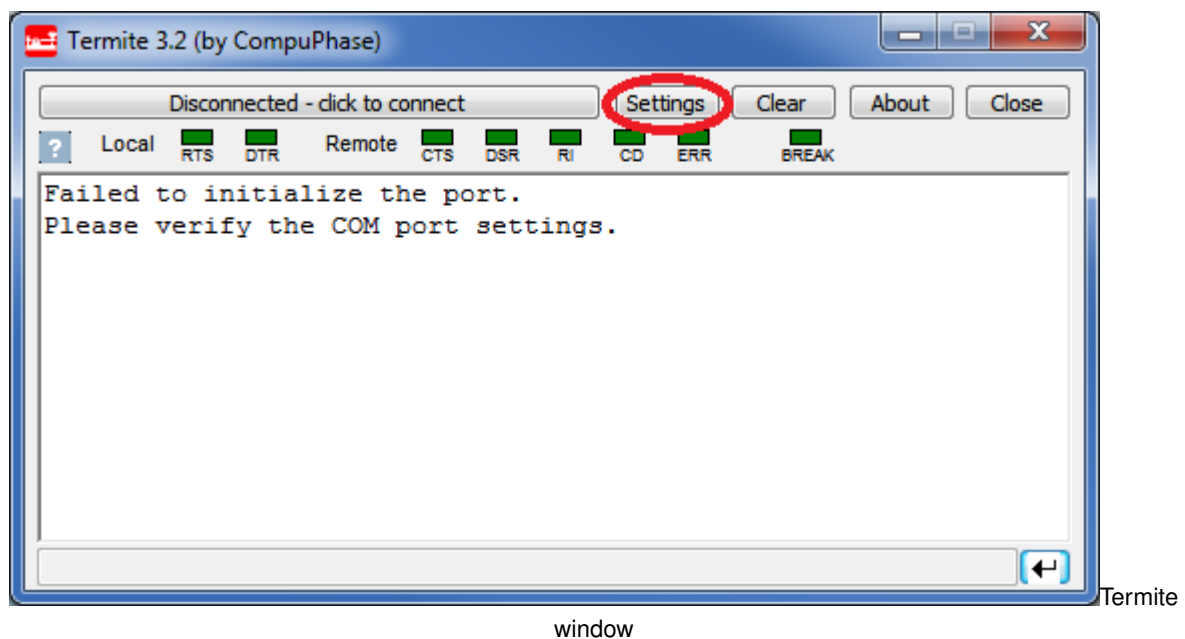 Termite 3.2 (by CompuPhase)
Disconnected - click to connect Settings Clear About Close
? Local RTS DTR Remote CTS DSR RI CD ERR BREAK
Failed to initialize the port.
Please verify the COM port settings.
Termite
window